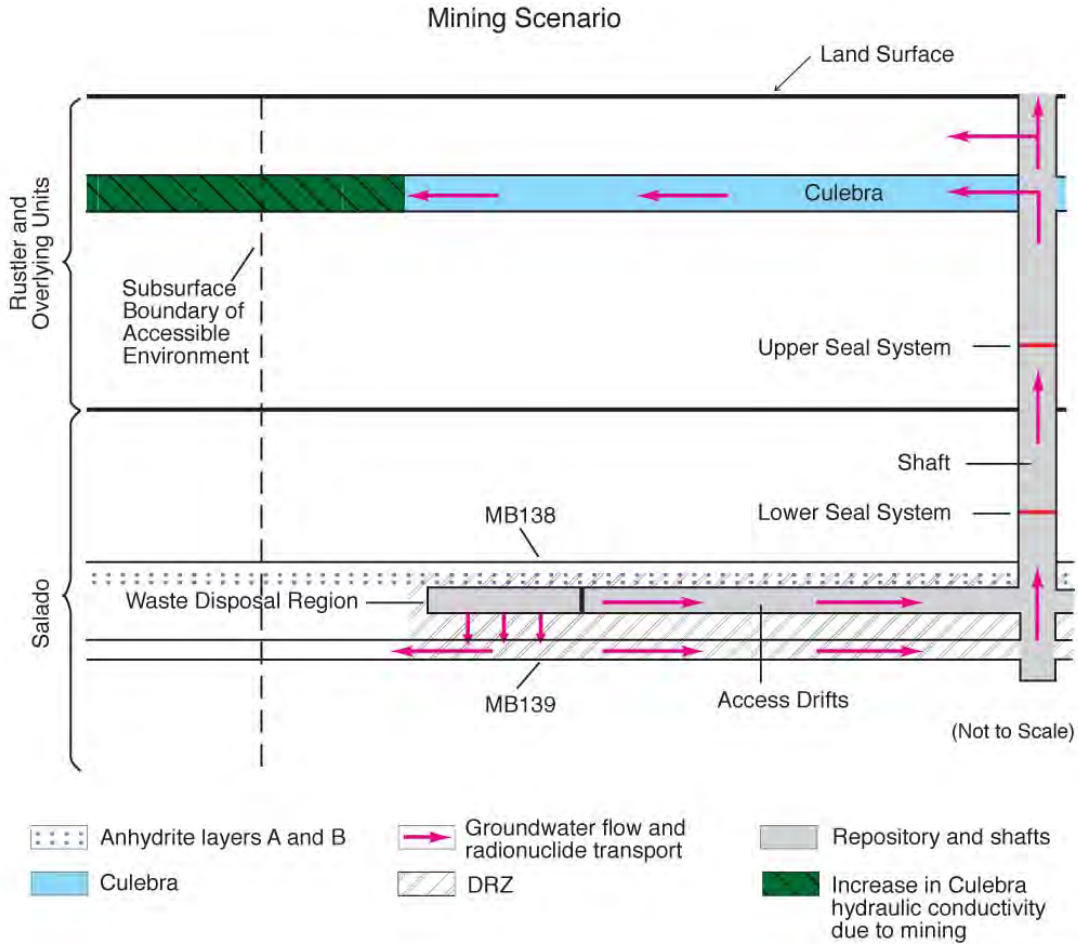 Mining Scenario
Land Surface
Culebra
Rustler and
Overlying Units
Subsurface
Boundary of
Accessible
Environment
Upper Seal System
Shaft
Lower Seal System
MB138
Waste Disposal Region
Salado
MB139
Access Drifts
(Not to Scale)
Anhydrite layers A and B
Groundwater flow and
radionuclide transport
Repository and shafts
Culebra
DRZ
Increase in Culebra
hydraulic conductivity
due to mining